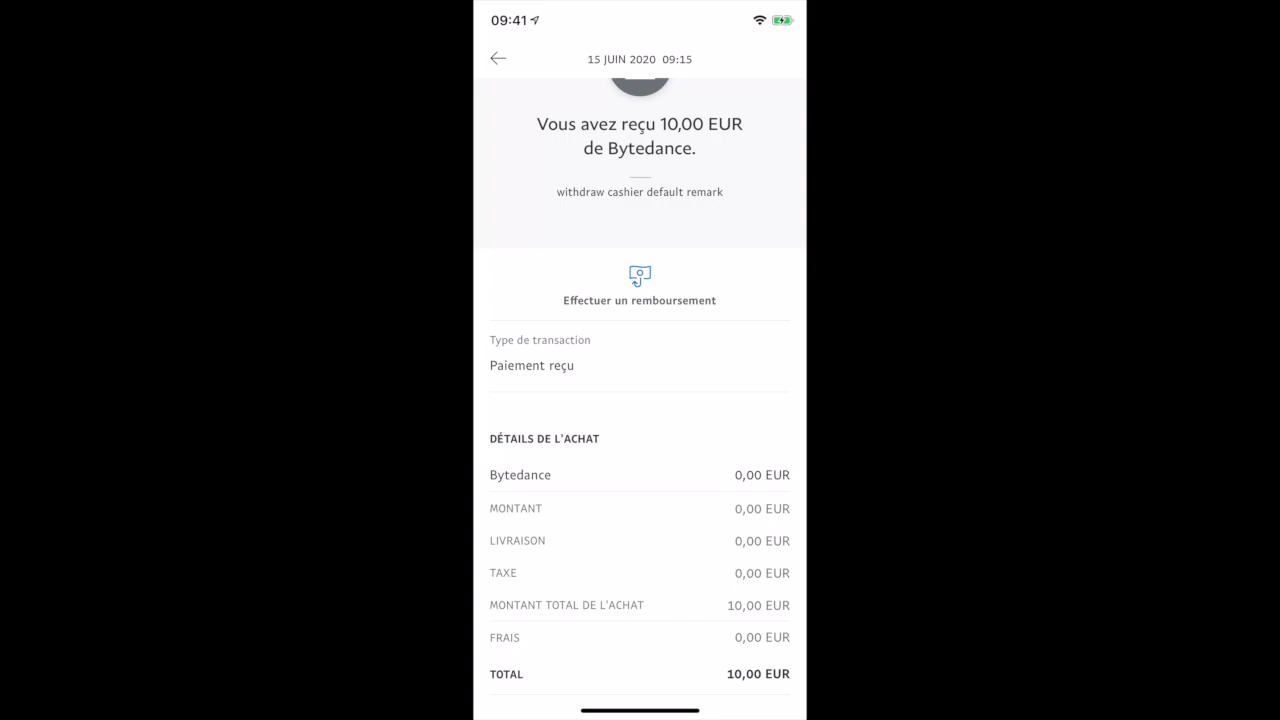 09:41
15 JUIN 2020 09:15
Vous avez reçu 10,00 EUR
de Bytedance.
withdraw cashier default remark
Effectuer un remboursement
Type de transaction
Paiement reçu
DÉTAILS DE L'ACHAT
Bytedance 0,00 EUR
MONTANT 0,00 EUR
LIVRAISON 0,00 EUR
TAXE 0,00 EUR
MONTANT TOTAL DE L'ACHAT 10,00 EUR
FRAIS 0,00 EUR
TOTAL 10,00 EUR